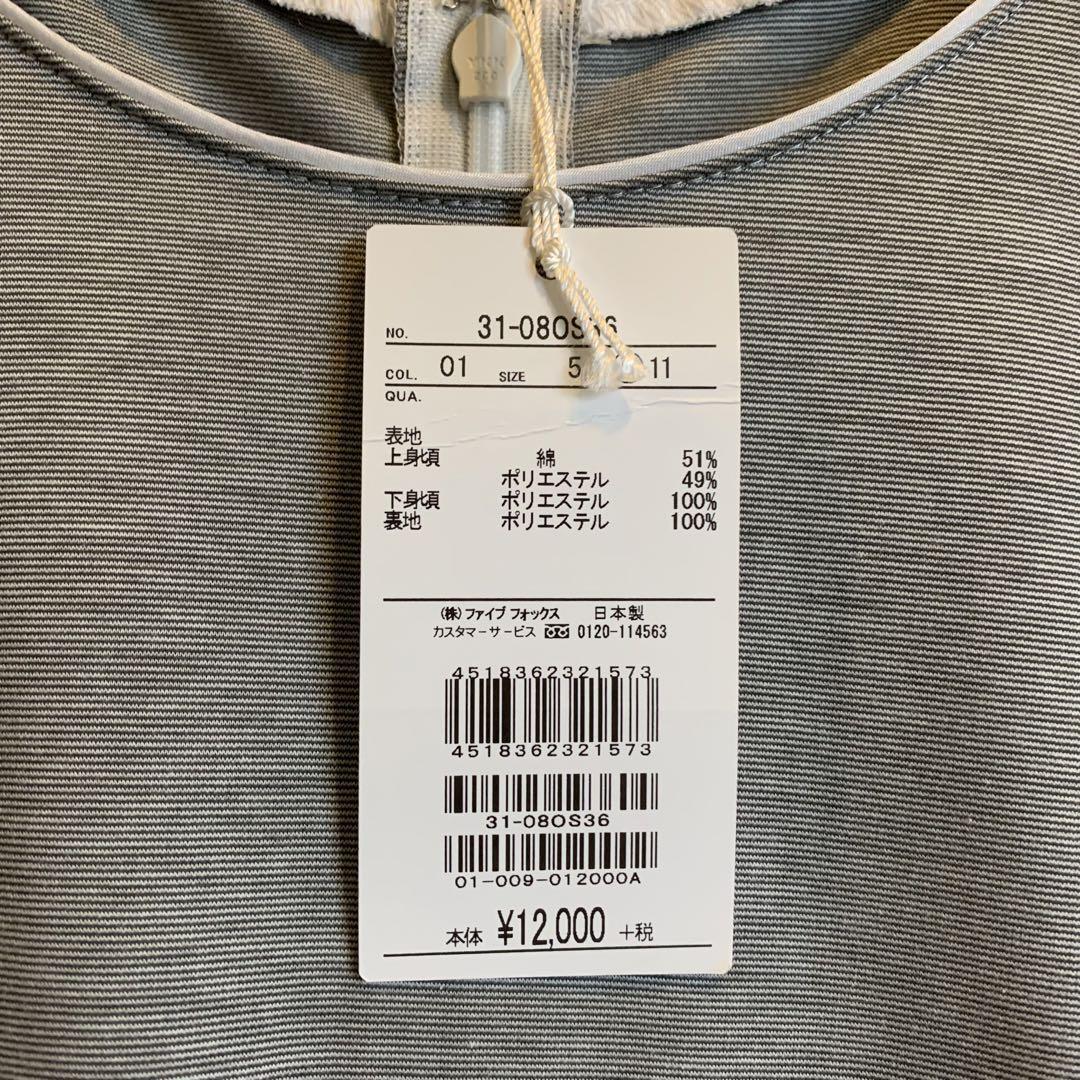 NO. 31-08OS36
COL. 01 SIZE 5 11
QUA.
表地
上身頃 綿 51%
ポリエステル 49%
下身頃 ポリエステル 100%
裏地 ポリエステル 100%
(株)ファイブ フォックス 日本製
カスタマーサービス 0120-114563
4518362321573
4518362321573
31-08OS36
01-009-012000A
本体 ¥12,000 +税